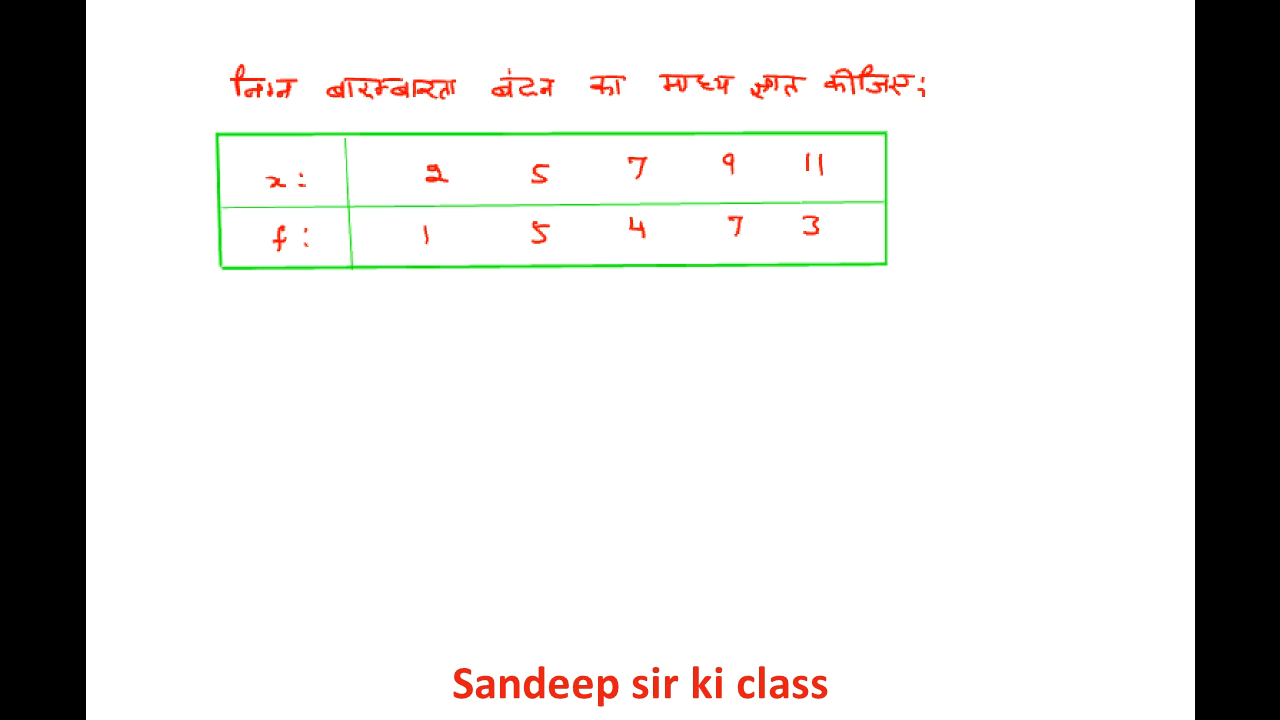 निम्न बारम्बारता बंटन का माध्य ज्ञात कीजिए:
x: 2 5 7 9 11
f: 1 5 4 7 3
Sandeep sir ki class